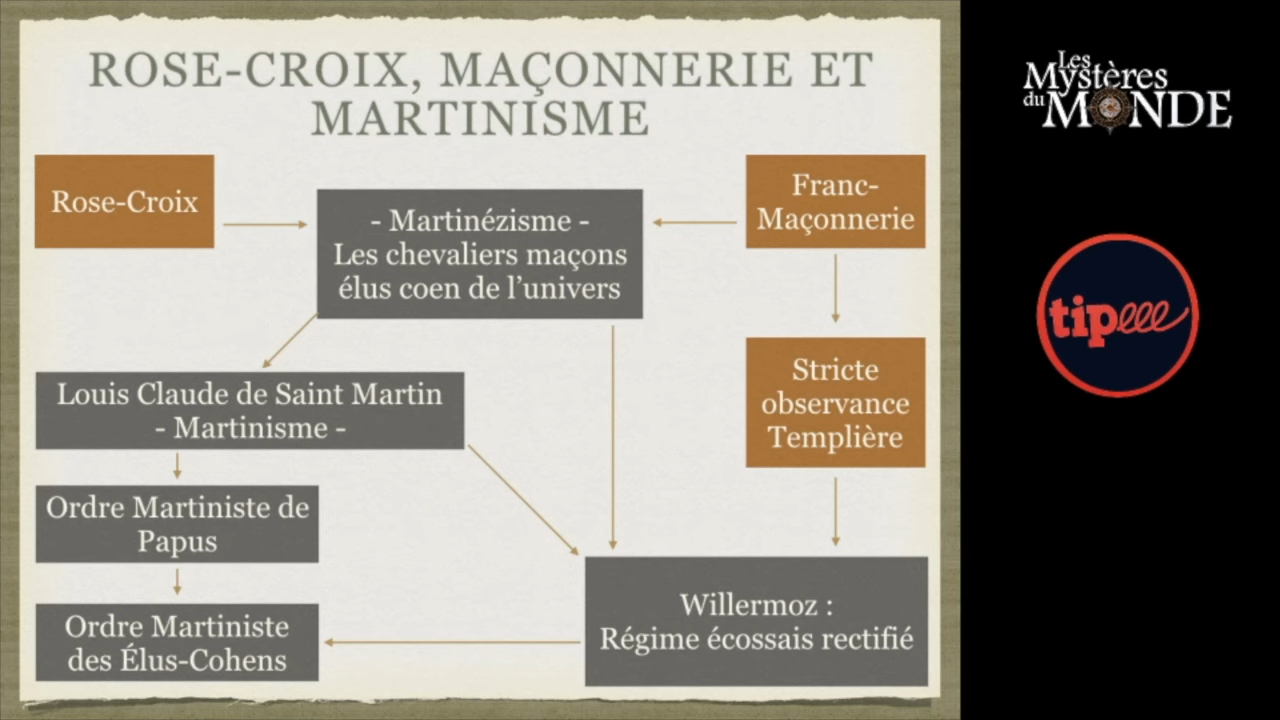 ROSE-CROIX, MAÇONNERIE ET
MARTINISME
Rose-Croix
- Martinézisme -
Les chevaliers maçons
élus coen de l’univers
Franc-
Maçonnerie
Stricte
observance
Templière
Louis Claude de Saint Martin
- Martinisme -
Ordre Martiniste de
Papus
Ordre Martiniste
des Élus-Cohens
Willermoz :
Régime écossais rectifié
Les
Mystères
du MONDE
tipeee